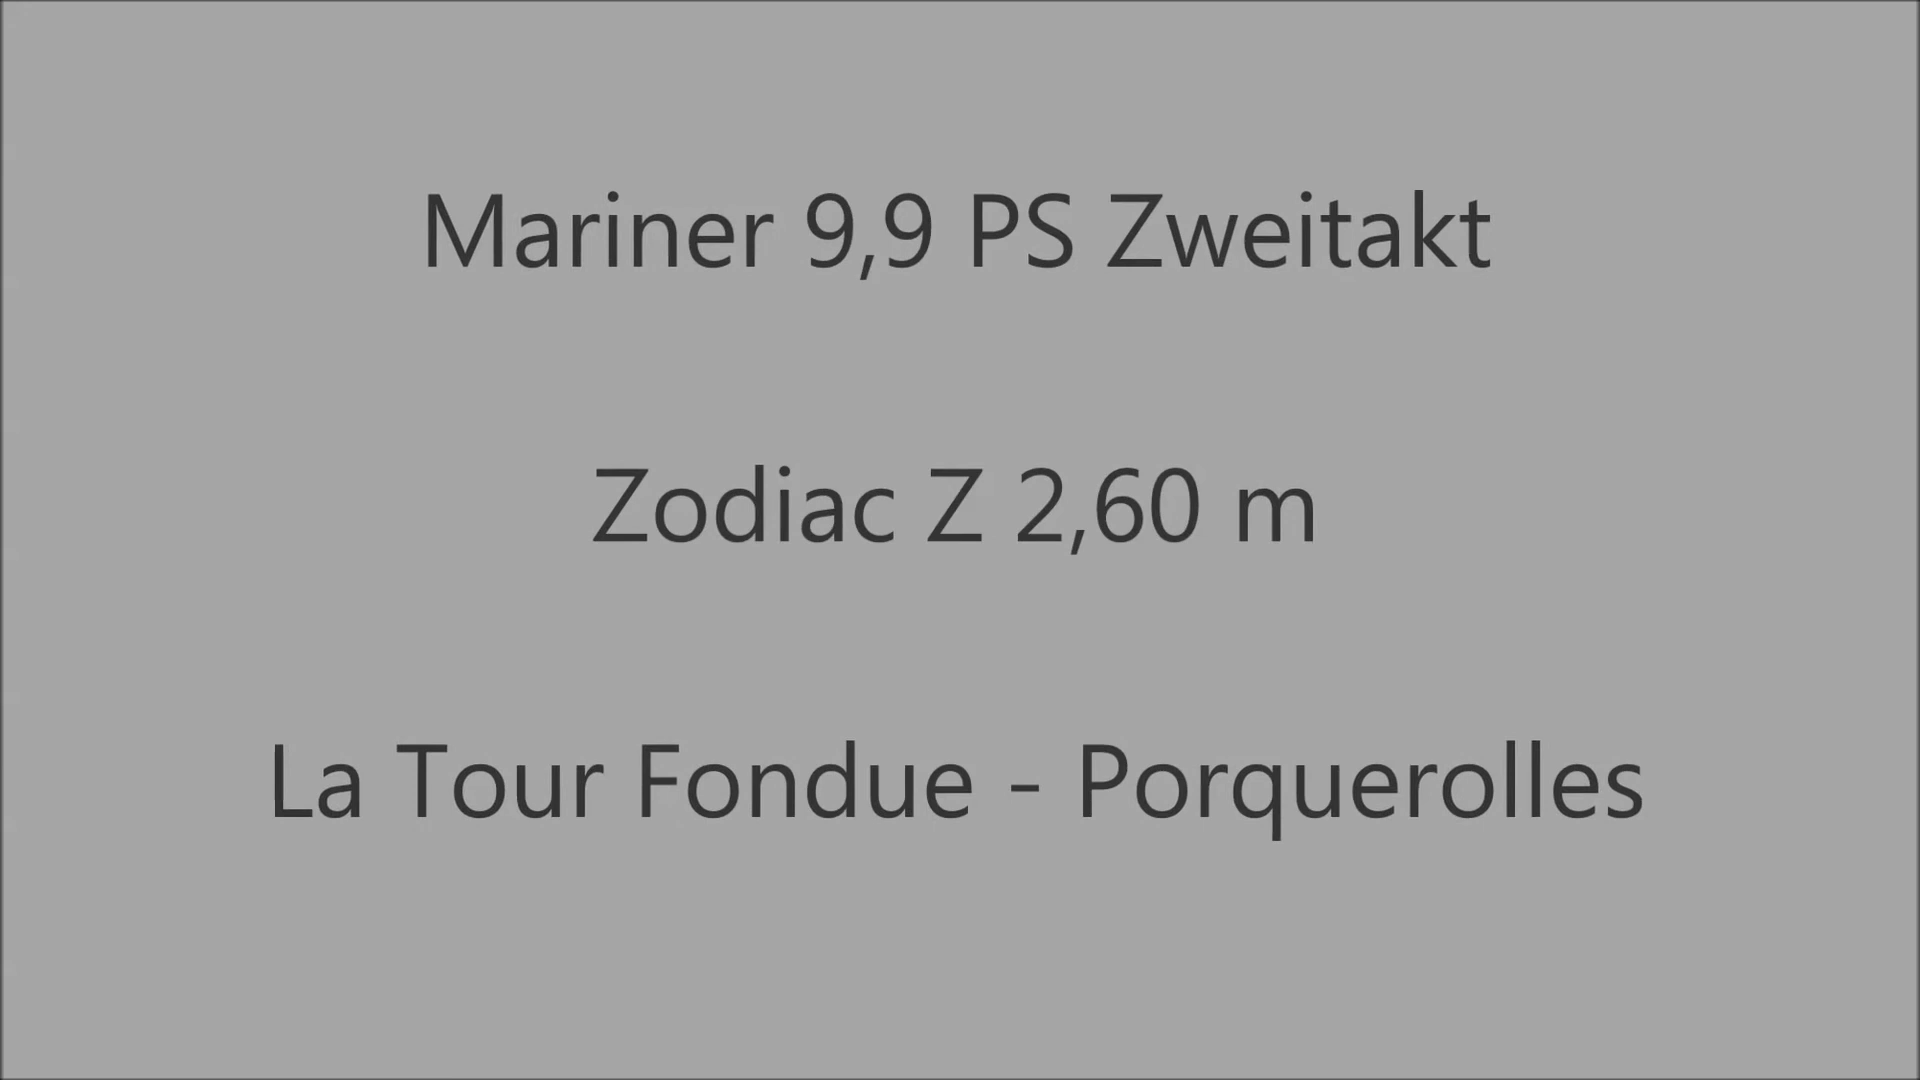 Mariner 9,9 PS Zweitakt
Zodiac Z 2,60 m
La Tour Fondue - Porquerolles